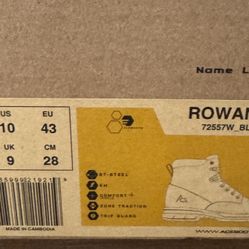 Name L
US
EU
10
43
UK
CM
9
28
ROWAN
72557W_BL
ST-STEEL
EH
COMFORT
ZONE TRACTION
TRIP GUARD
MADE IN CAMBODIA